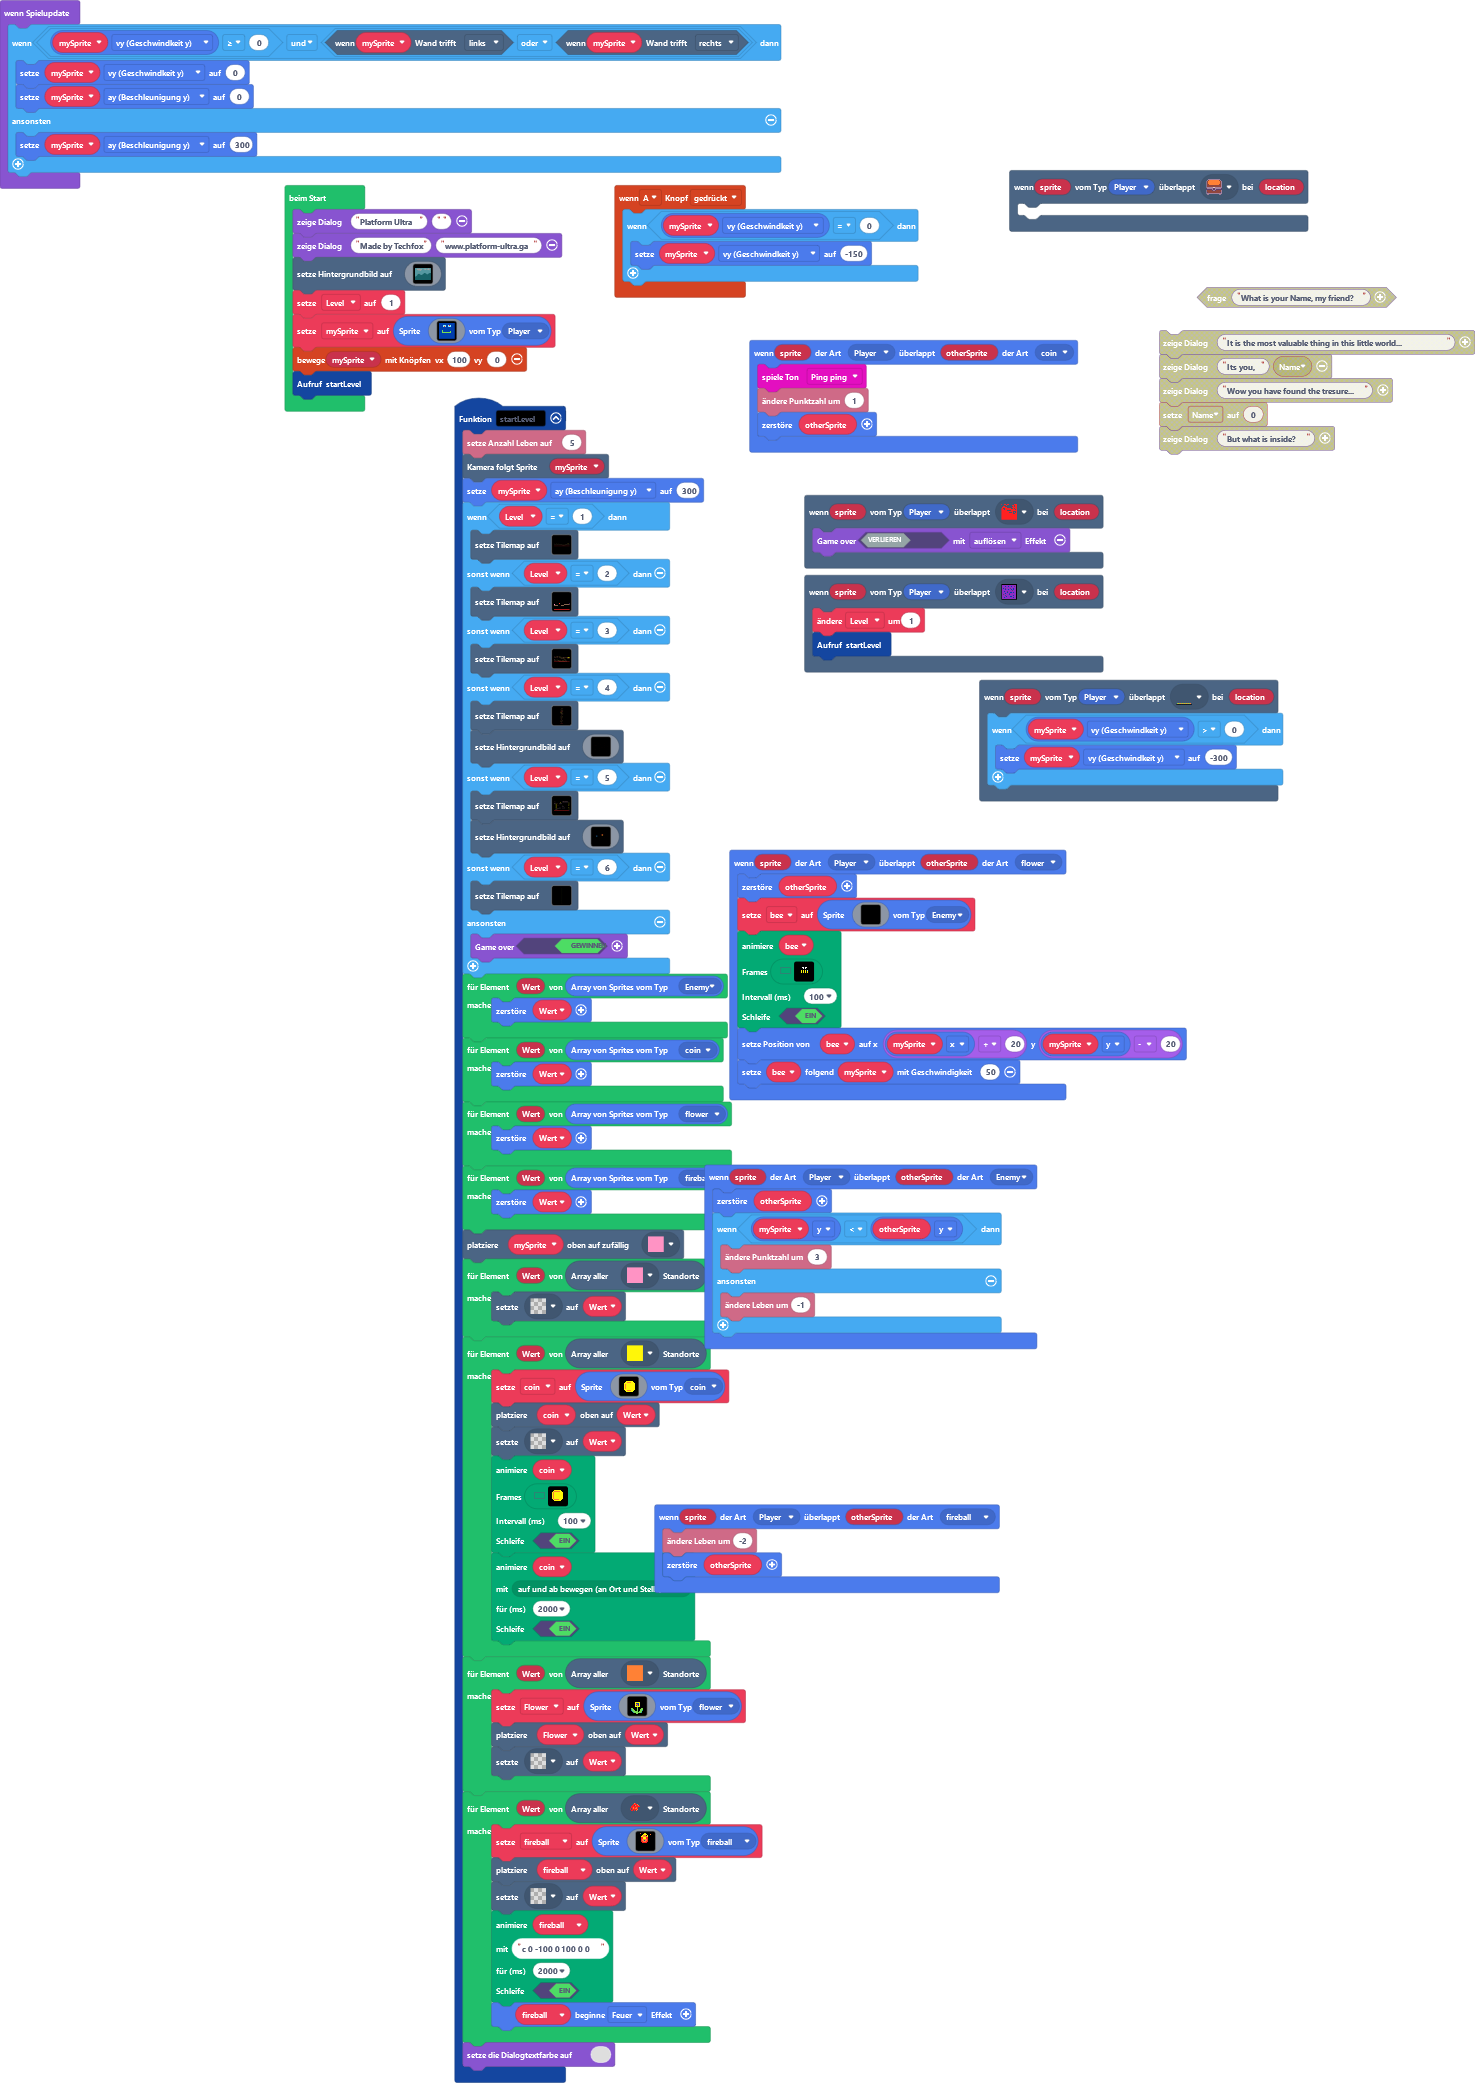 wenn Spielupdate
wenn mySprite vy (Geschwindkeit y) ≥ 0 und wenn mySprite Wand trifft links oder wenn mySprite Wand trifft rechts dann
setze mySprite vy (Geschwindkeit y) auf 0
setze mySprite ay (Beschleunigung y) auf 0
ansonsten
setze mySprite ay (Beschleunigung y) auf 300
beim Start
zeige Dialog "Platform Ultra" " "
zeige Dialog "Made by Techfox" "www.platform-ultra.ga"
setze Hintergrundbild auf
setze Level auf 1
setze mySprite auf Sprite vom Typ Player
bewege mySprite mit Knöpfen vx 100 vy 0
Aufruf startLevel
wenn A Knopf gedrückt
wenn mySprite vy (Geschwindkeit y) = 0 dann
setze mySprite vy (Geschwindkeit y) auf -150
wenn sprite vom Typ Player überlappt bei location
frage "What is your Name, my friend?"
zeige Dialog "It is the most valuable thing in this little world..."
zeige Dialog "Its you, " Name
zeige Dialog "Wow you have found the tresure..."
setze Name auf 0
zeige Dialog "But what is inside?"
wenn sprite der Art Player überlappt otherSprite der Art coin
spiele Ton Ping ping
ändere Punktzahl um 1
zerstöre otherSprite
wenn sprite vom Typ Player überlappt bei location
Game over VERLIEREN mit auflösen Effekt
wenn sprite vom Typ Player überlappt bei location
ändere Level um 1
Aufruf startLevel
wenn sprite vom Typ Player überlappt bei location
wenn mySprite vy (Geschwindkeit y) > 0 dann
setze mySprite vy (Geschwindkeit y) auf -300
Funktion startLevel
setze Anzahl Leben auf 5
Kamera folgt Sprite mySprite
setze mySprite ay (Beschleunigung y) auf 300
wenn Level = 1 dann
setze Tilemap auf
sonst wenn Level = 2 dann
setze Tilemap auf
sonst wenn Level = 3 dann
setze Tilemap auf
sonst wenn Level = 4 dann
setze Tilemap auf
setze Hintergrundbild auf
sonst wenn Level = 5 dann
setze Tilemap auf
setze Hintergrundbild auf
sonst wenn Level = 6 dann
setze Tilemap auf
ansonsten
Game over GEWINNE
für Element Wert von Array von Sprites vom Typ Enemy
mache zerstöre Wert
für Element Wert von Array von Sprites vom Typ coin
mache zerstöre Wert
für Element Wert von Array von Sprites vom Typ flower
mache zerstöre Wert
für Element Wert von Array von Sprites vom Typ fireba
mache zerstöre Wert
platziere mySprite oben auf zufällig
für Element Wert von Array aller Standorte
mache setzte auf Wert
für Element Wert von Array aller Standorte
mache setze coin auf Sprite vom Typ coin
platziere coin oben auf Wert
setzte auf Wert
animiere coin
Frames
Intervall (ms) 100
Schleife EIN
animiere coin
mit auf und ab bewegen (an Ort und Stell
für (ms) 2000
Schleife EIN
für Element Wert von Array aller Standorte
mache setze Flower auf Sprite vom Typ flower
platziere Flower oben auf Wert
setzte auf Wert
für Element Wert von Array aller Standorte
mache setze fireball auf Sprite vom Typ fireball
platziere fireball oben auf Wert
setzte auf Wert
animiere fireball
mit "c 0 -100 0 100 0 0 "
für (ms) 2000
Schleife EIN
fireball beginne Feuer Effekt
setze die Dialogtextfarbe auf
wenn sprite der Art Player überlappt otherSprite der Art flower
zerstöre otherSprite
setze bee auf Sprite vom Typ Enemy
animiere bee
Frames
Intervall (ms) 100
Schleife EIN
setze Position von bee auf x mySprite x + 20 y mySprite y - 20
setze bee folgend mySprite mit Geschwindigkeit 50
wenn sprite der Art Player überlappt otherSprite der Art Enemy
zerstöre otherSprite
wenn mySprite y < otherSprite y dann
ändere Punktzahl um 3
ansonsten
ändere Leben um -1
wenn sprite der Art Player überlappt otherSprite der Art fireball
ändere Leben um -2
zerstöre otherSprite